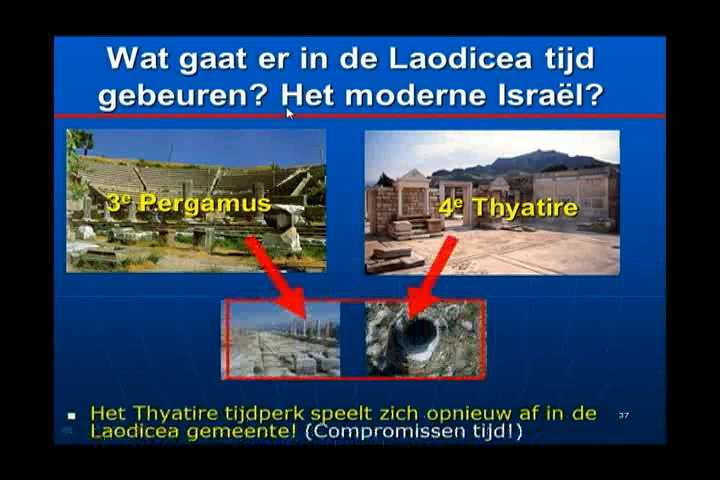 Wat gaat er in de Laodicea tijd
gebeuren? Het moderne Israël?
3e Pergamus
4e Thyatire
Het Thyatire tijdperk speelt zich opnieuw af in de
Laodicea gemeente! (Compromissen tijd!)
37